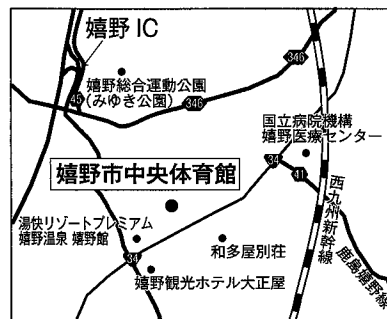 嬉野 IC
346
嬉野総合運動公園
(みゆき公園)
45
346
国立病院機構
嬉野医療センター
34
41
嬉野市中央体育館
西九州新幹線
湯快リゾートプレミアム
嬉野温泉 嬉野館
和多屋別荘
鹿島嬉野線
34
嬉野観光ホテル大正屋